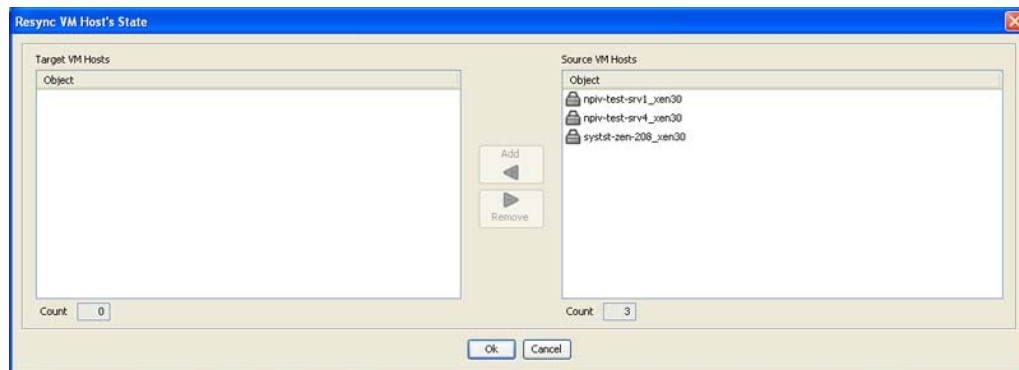 Resync VM Host's State
Target VM Hosts
Object
Count 0
Add
Remove
Source VM Hosts
Object
npiv-test-srv1_xen30
npiv-test-srv4_xen30
systst-zen-208_xen30
Count 3
Ok Cancel